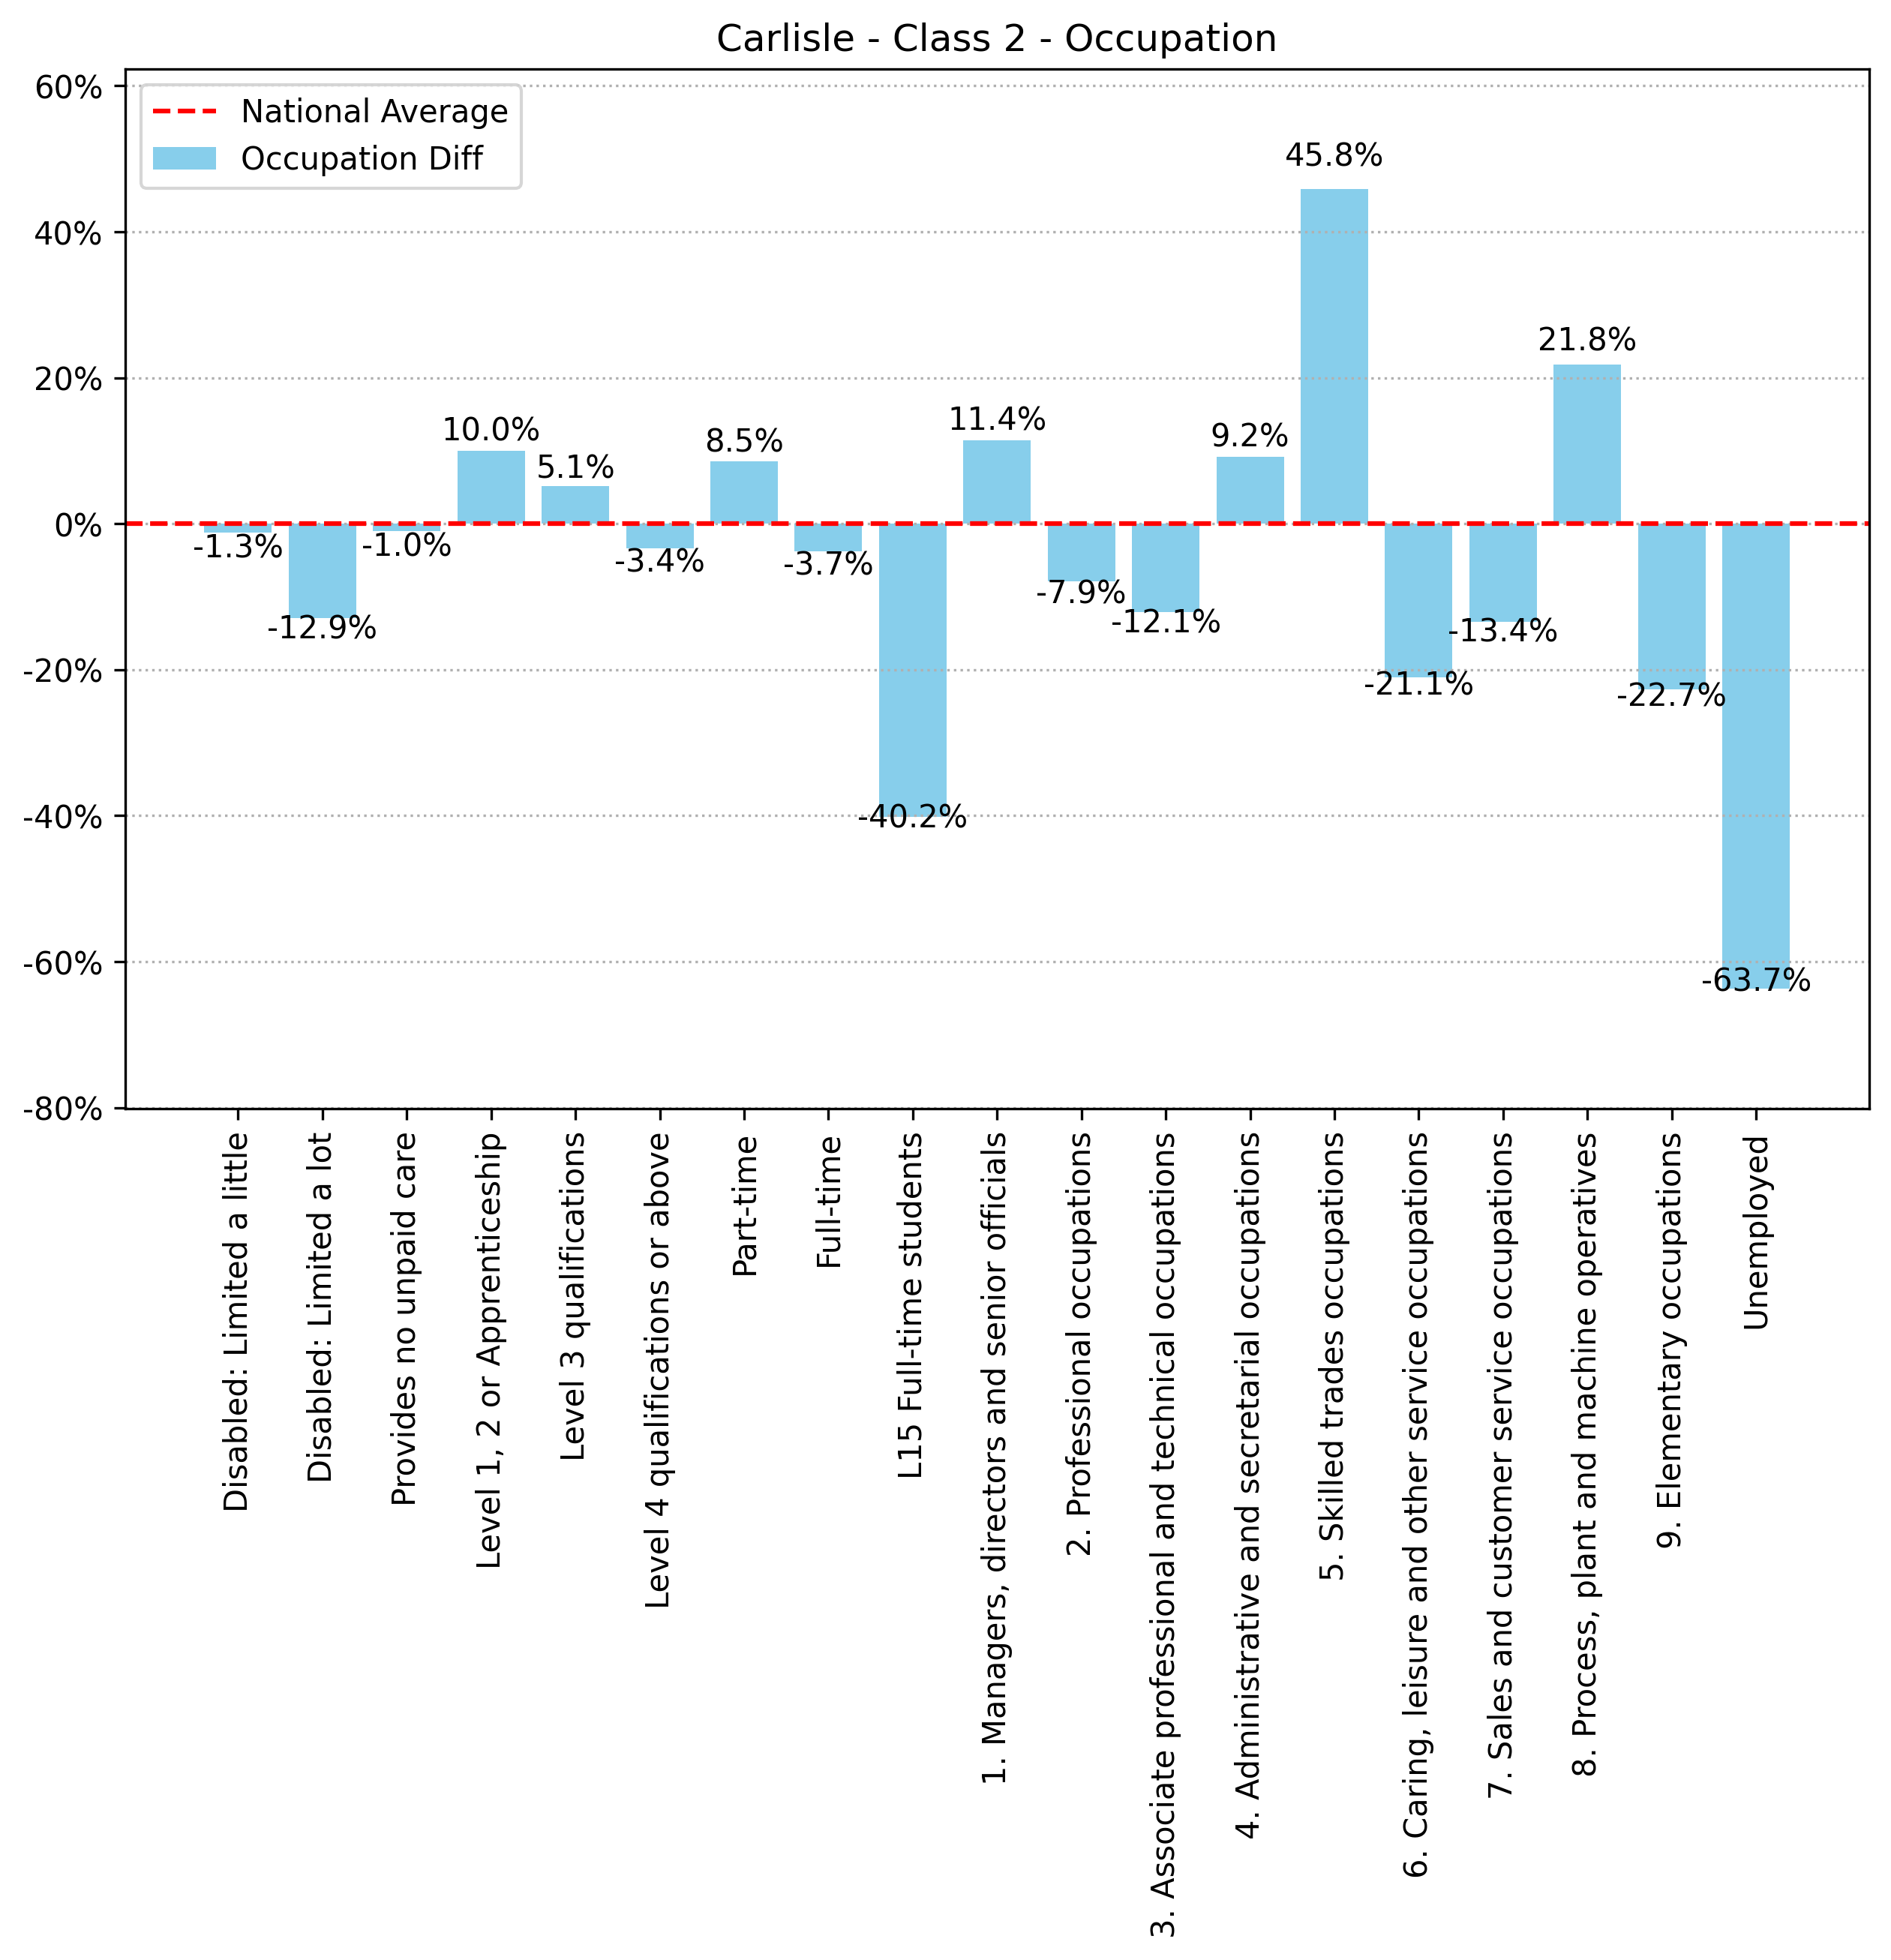 Carlisle - Class 2 - Occupation
National Average
Occupation Diff
60%
40%
20%
0%
-20%
-40%
-60%
-80%
-1.3%
-12.9%
-1.0%
10.0%
5.1%
-3.4%
8.5%
-3.7%
-40.2%
11.4%
-7.9%
-12.1%
9.2%
45.8%
-21.1%
-13.4%
21.8%
-22.7%
-63.7%
Disabled: Limited a little
Disabled: Limited a lot
Provides no unpaid care
Level 1, 2 or Apprenticeship
Level 3 qualifications
Level 4 qualifications or above
Part-time
Full-time
L15 Full-time students
1. Managers, directors and senior officials
2. Professional occupations
3. Associate professional and technical occupations
4. Administrative and secretarial occupations
5. Skilled trades occupations
6. Caring, leisure and other service occupations
7. Sales and customer service occupations
8. Process, plant and machine operatives
9. Elementary occupations
Unemployed